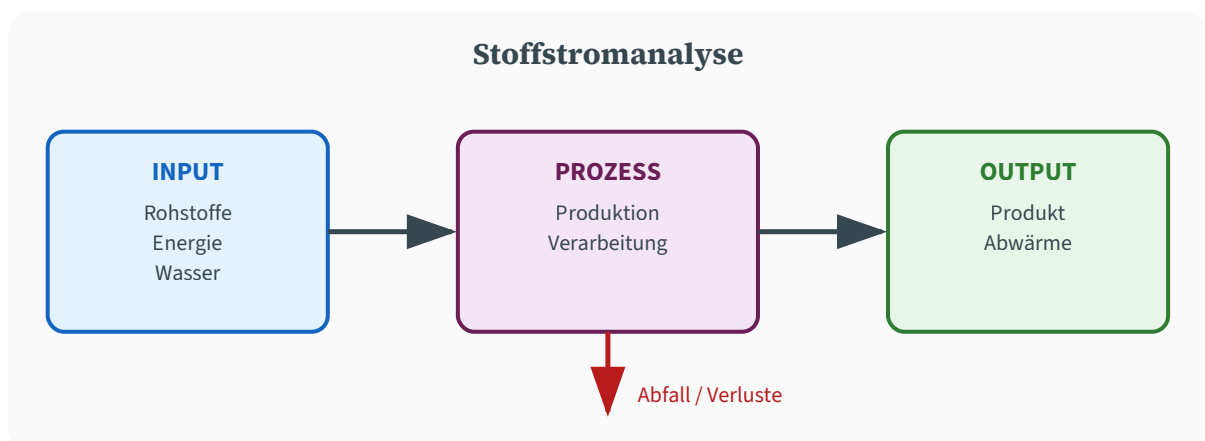 Stoffstromanalyse
INPUT
Rohstoffe
Energie
Wasser
PROZESS
Produktion
Verarbeitung
OUTPUT
Produkt
Abwärme
Abfall / Verluste